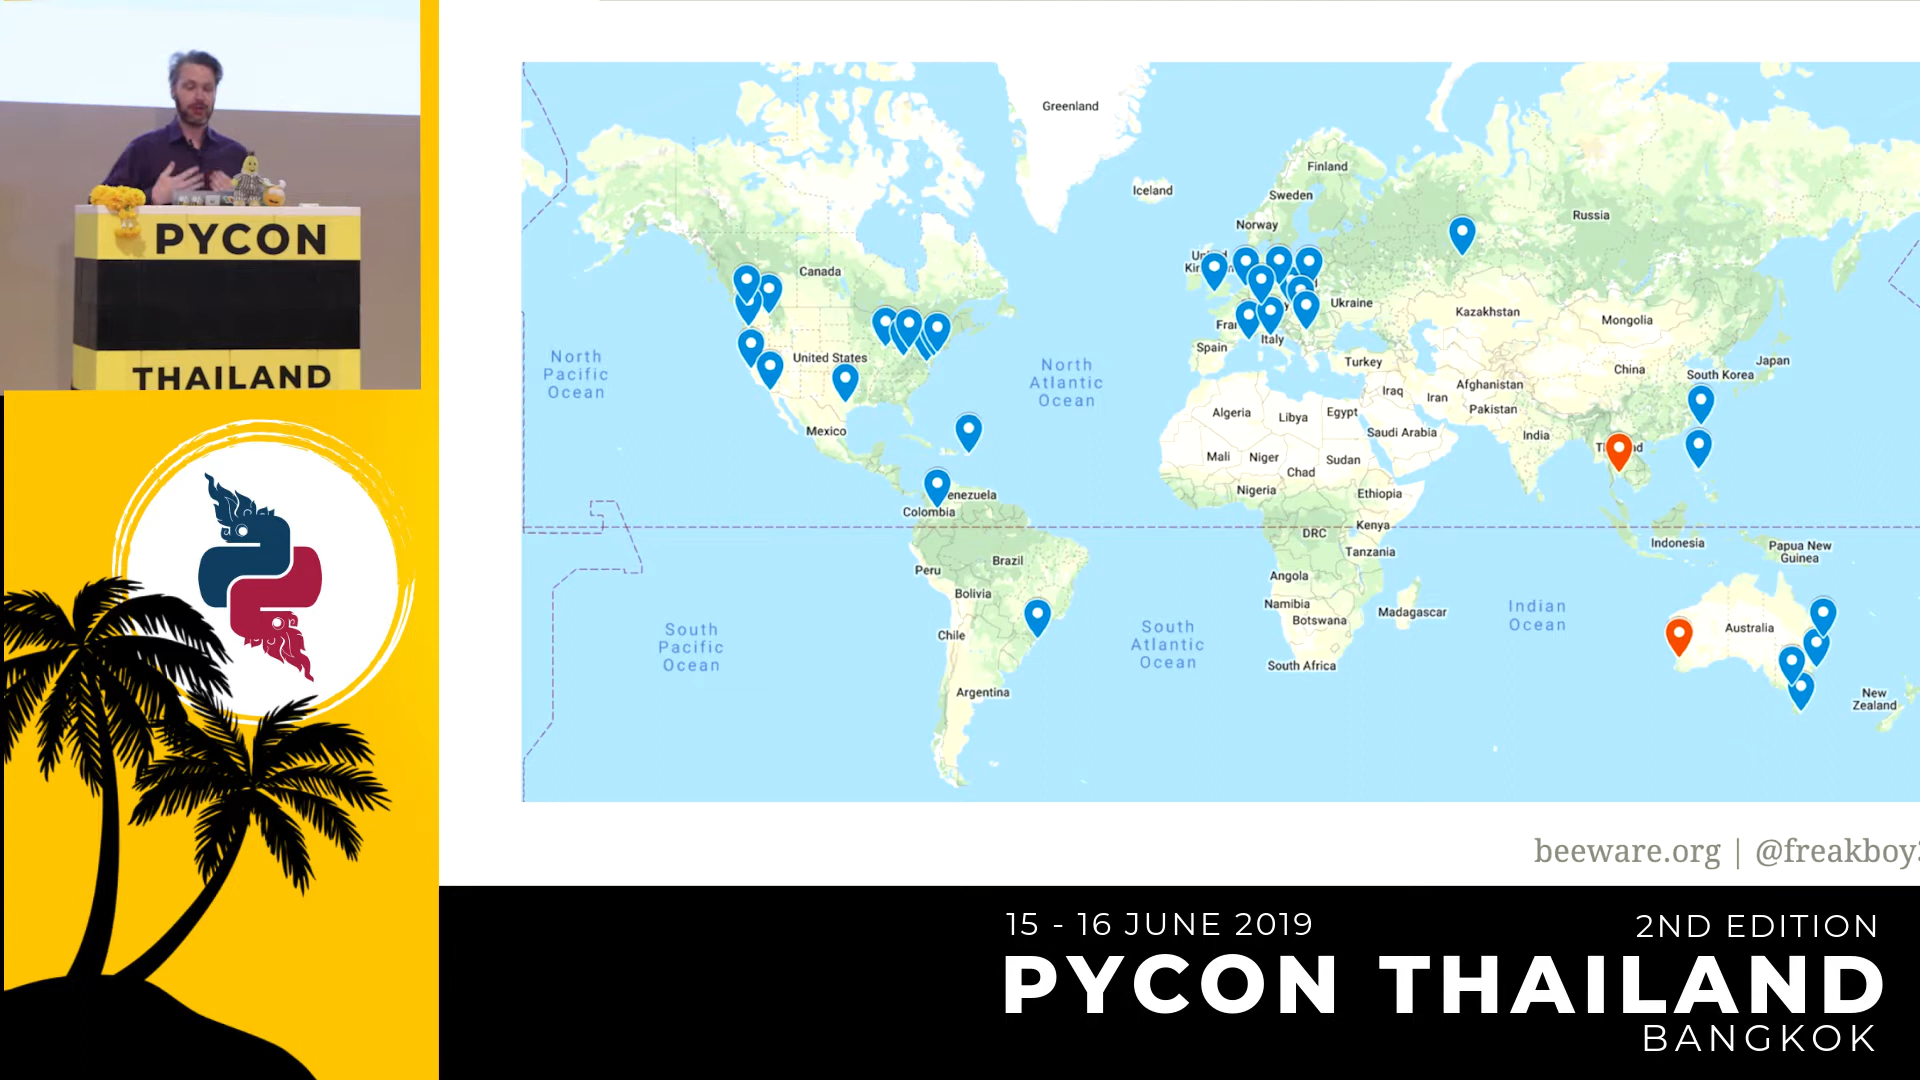 PYCON
THAILAND
Greenland
Iceland
Finland
Sweden
Norway
Russia
Canada
Ukraine
Kazakhstan
Mongolia
Italy
Spain
United States
North
Pacific
Ocean
North
Atlantic
Ocean
Turkey
Japan
South Korea
China
Afghanistan
Iraq
Iran
Pakistan
Algeria
Libya
Egypt
Saudi Arabia
Mexico
India
Mali
Niger
Sudan
Chad
Nigeria
Ethiopia
enezuela
Colombia
DRC
Kenya
Tanzania
Indonesia
Papua New
Guinea
Brazil
Peru
Angola
Bolivia
Namibia
Botswana
Madagascar
Indian
Ocean
South
Pacific
Ocean
Chile
South
Atlantic
Ocean
Australia
South Africa
Argentina
New
Zealand
beeware.org | @freakboy
15 - 16 JUNE 2019
2ND EDITION
PYCON THAILAND
BANGKOK